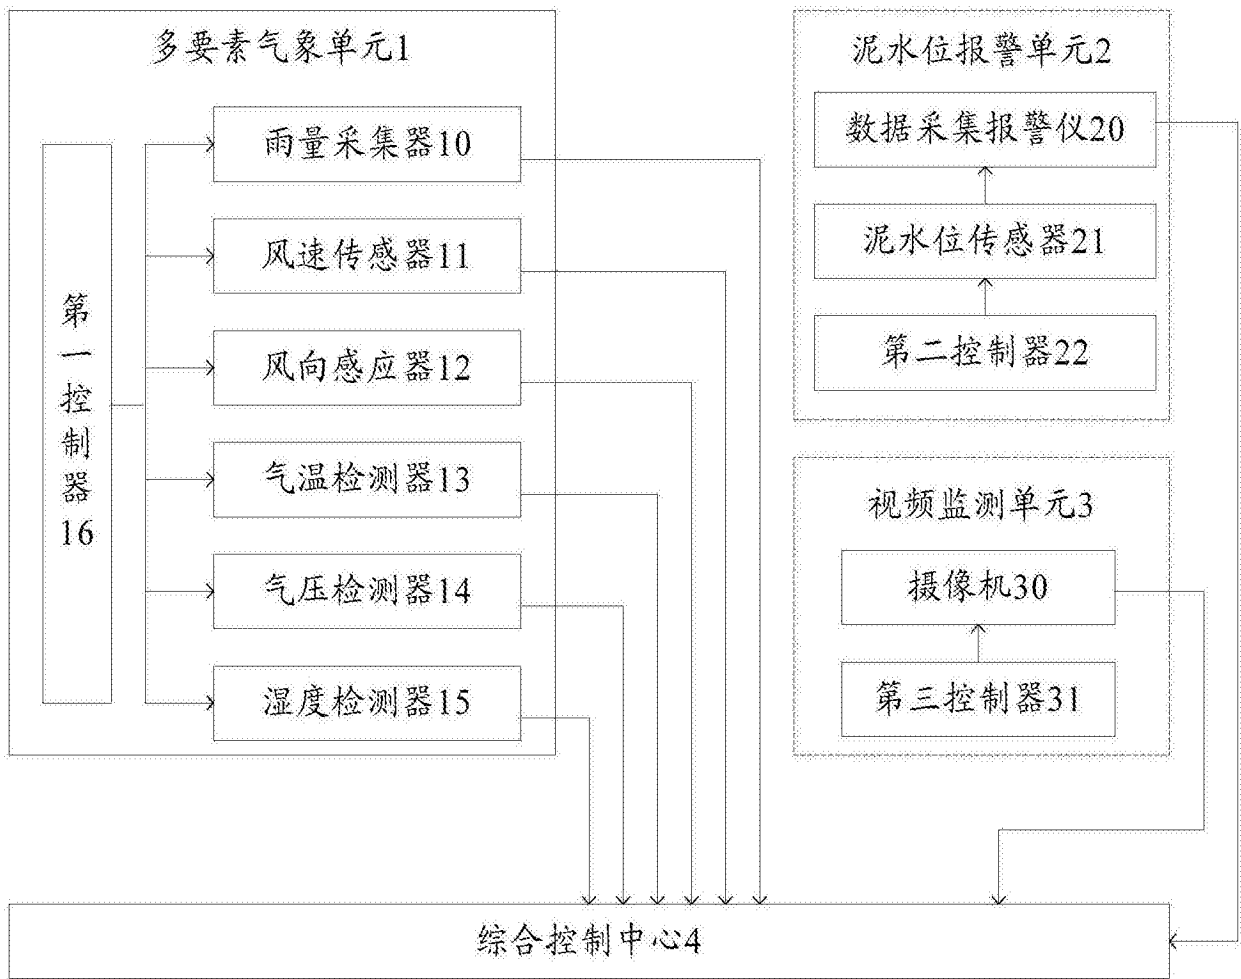 多要素气象单元1
第一控制器16
雨量采集器10
风速传感器11
风向感应器12
气温检测器13
气压检测器14
湿度检测器15
泥水位报警单元2
数据采集报警仪20
泥水位传感器21
第二控制器22
视频监测单元3
摄像机30
第三控制器31
综合控制中心4